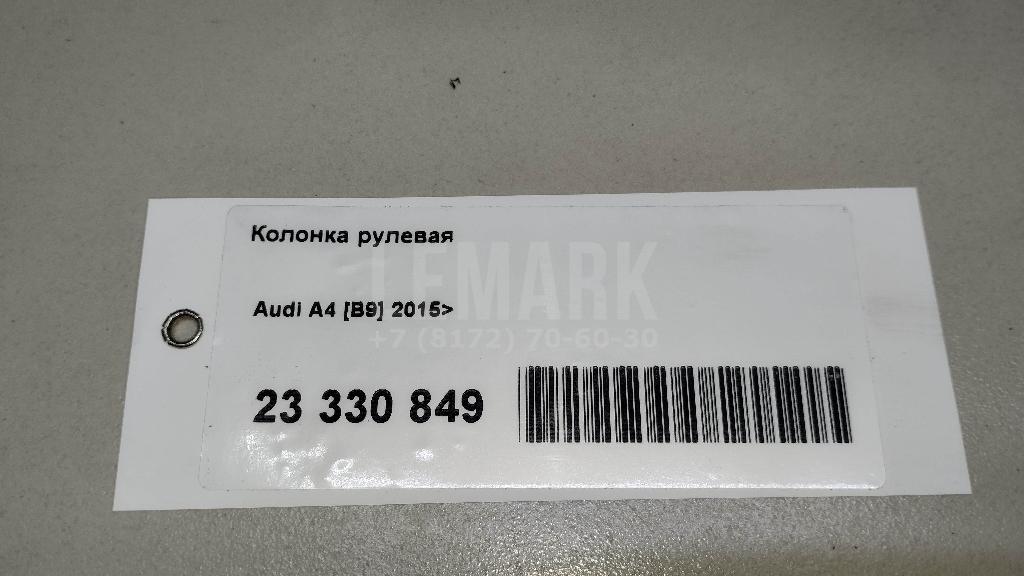 Колонка рулевая
LEMARK
Audi A4 [B9] 2015>
+7 (8172) 70-60-30
23 330 849